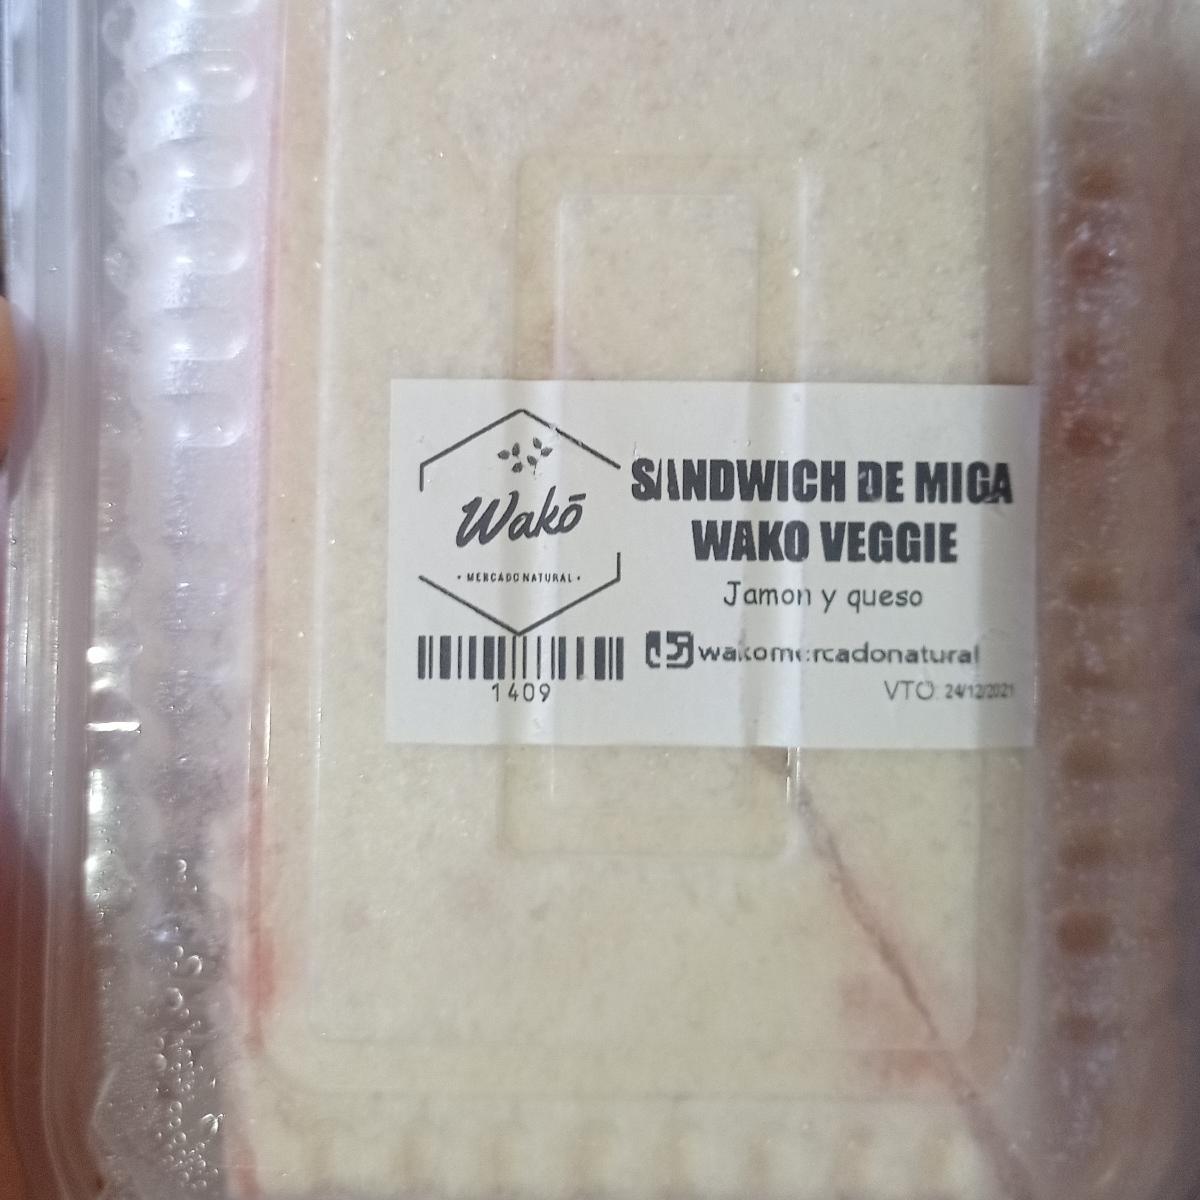 Wakō
• MERCADO NATURAL •
1409
SANDWICH DE MIGA
WAKO VEGGIE
Jamon y queso
wakomercadonatural
VTO: 24/12/2021